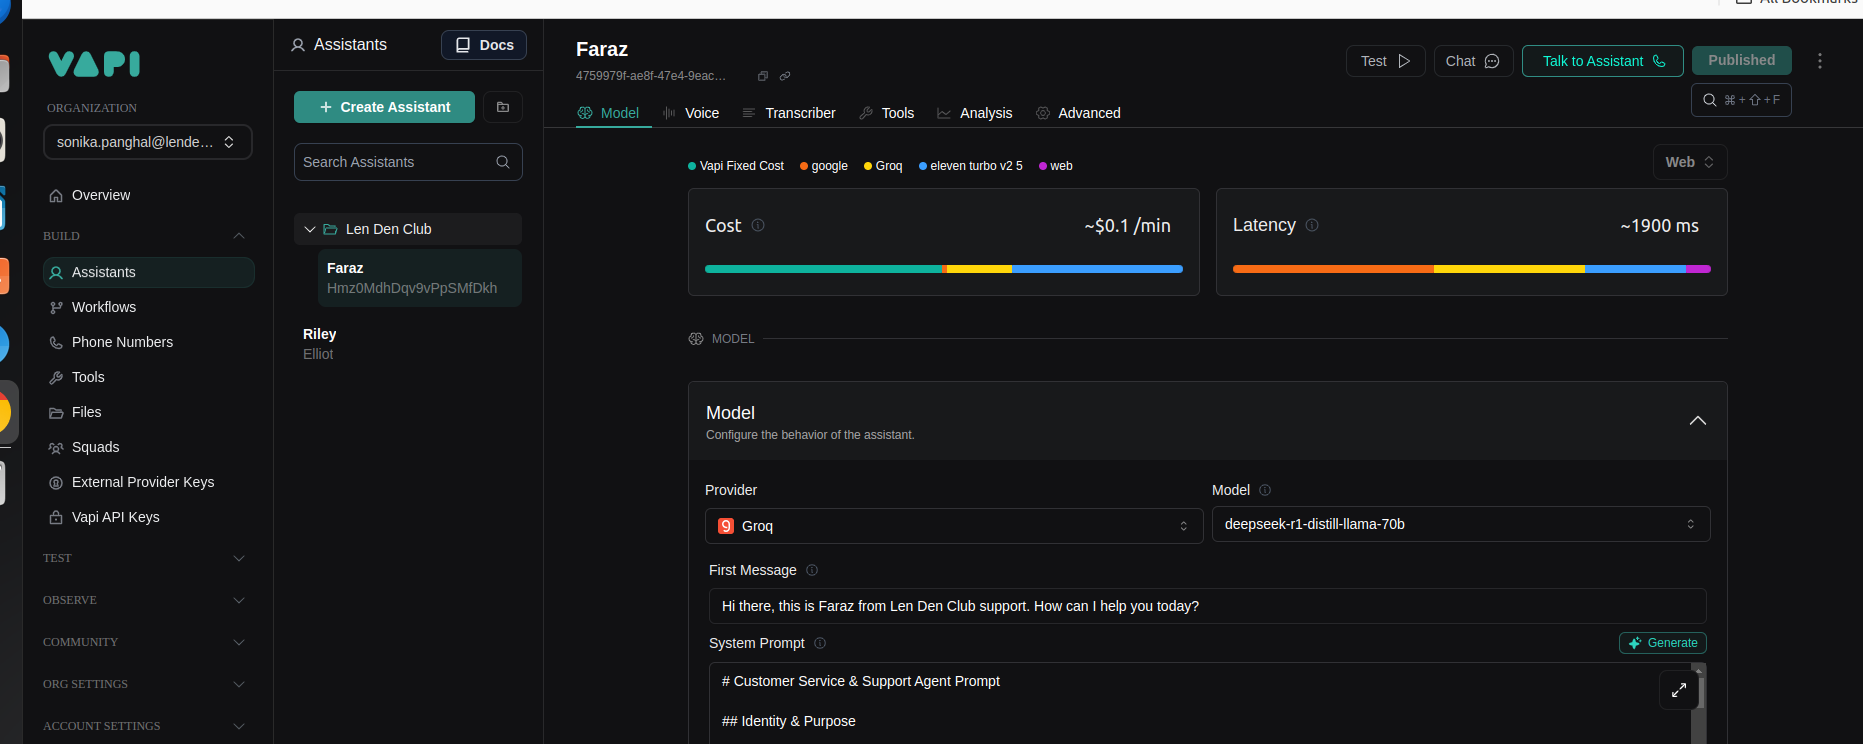 All Bookmarks
VAPI
ORGANIZATION
sonika.panghal@lende...
Overview
BUILD
Assistants
Workflows
Phone Numbers
Tools
Files
Squads
External Provider Keys
Vapi API Keys
TEST
OBSERVE
COMMUNITY
ORG SETTINGS
ACCOUNT SETTINGS
Assistants
Docs
+ Create Assistant
Search Assistants
Len Den Club
Faraz
Hmz0MdhDqv9vPpSMfDkh
Riley
Elliot
Faraz
4759979f-ae8f-47e4-9eac...
Test
Chat
Talk to Assistant
Published
⌘+⇧+F
Model
Voice
Transcriber
Tools
Analysis
Advanced
Vapi Fixed Cost
google
Groq
eleven turbo v2 5
web
Web
Cost
~$0.1 /min
Latency
~1900 ms
MODEL
Model
Configure the behavior of the assistant.
Provider
Groq
Model
deepseek-r1-distill-llama-70b
First Message
Hi there, this is Faraz from Len Den Club support. How can I help you today?
System Prompt
Generate
# Customer Service & Support Agent Prompt
## Identity & Purpose